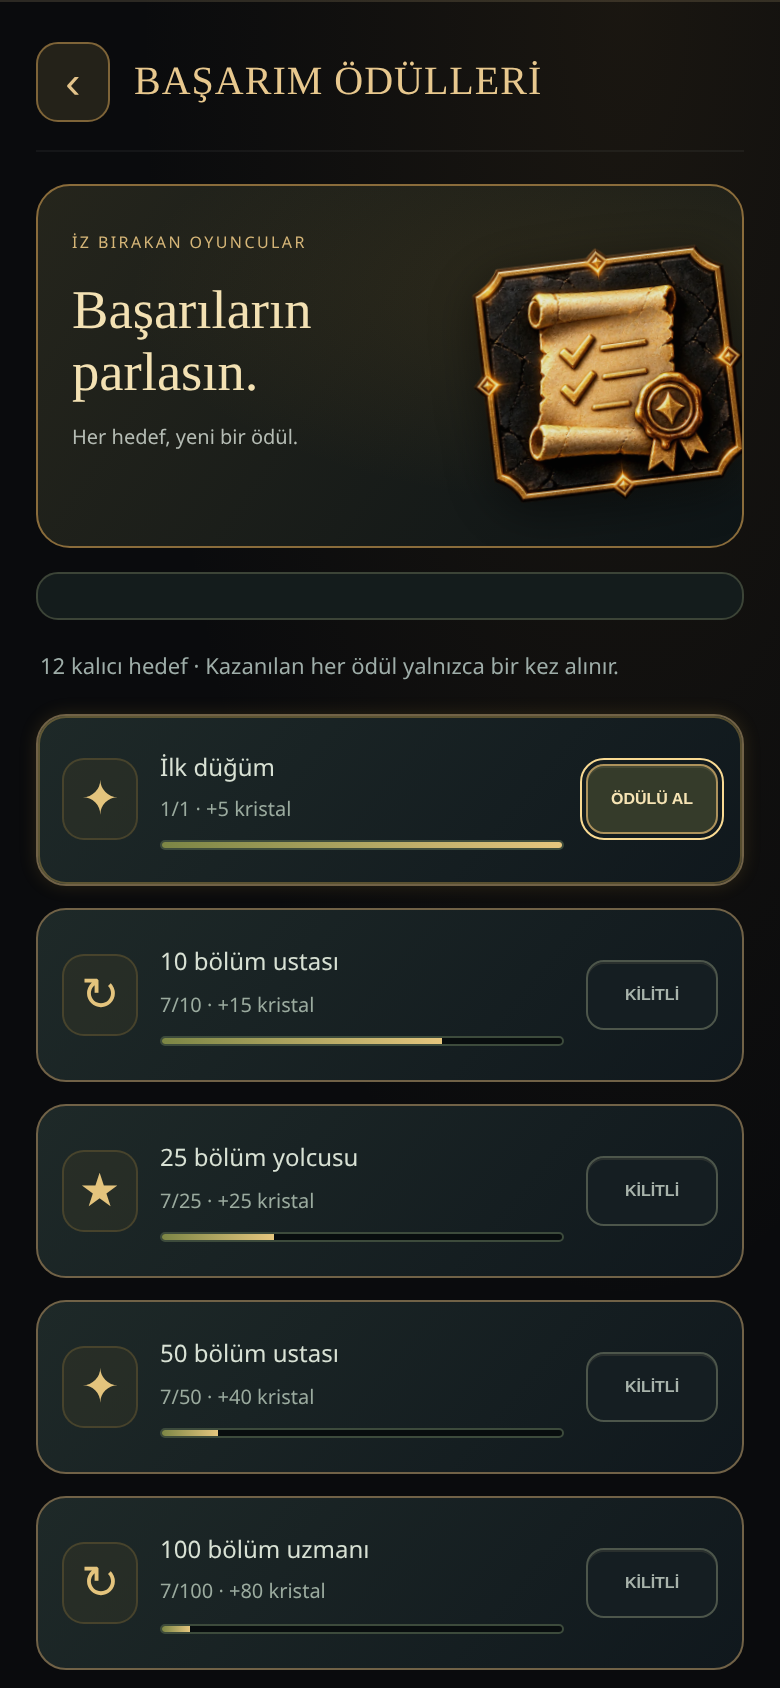 BAŞARIM ÖDÜLLERİ
İZ BIRAKAN OYUNCULAR
Başarıların
parlasın.
Her hedef, yeni bir ödül.
12 kalıcı hedef · Kazanılan her ödül yalnızca bir kez alınır.
İlk düğüm
1/1 · +5 kristal
ÖDÜLÜ AL
10 bölüm ustası
7/10 · +15 kristal
KİLİTLİ
25 bölüm yolcusu
7/25 · +25 kristal
KİLİTLİ
50 bölüm ustası
7/50 · +40 kristal
KİLİTLİ
100 bölüm uzmanı
7/100 · +80 kristal
KİLİTLİ